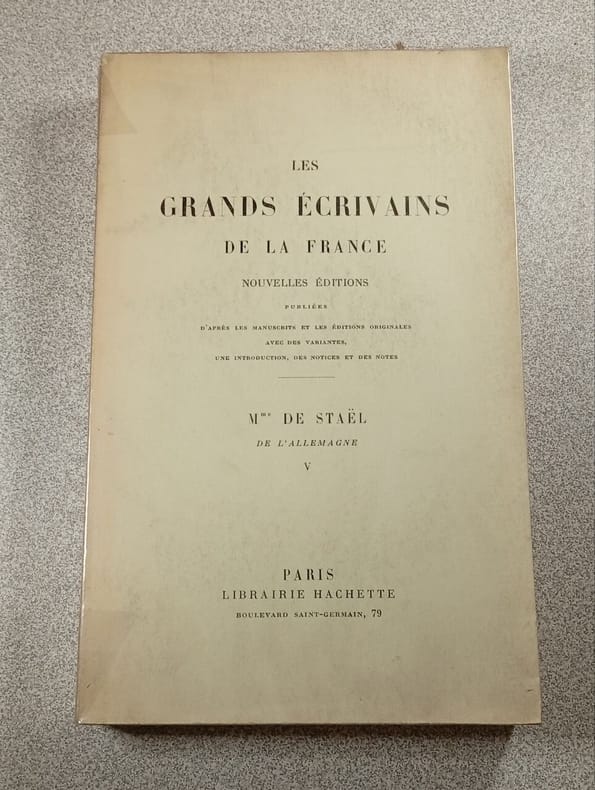 LES
GRANDS ÉCRIVAINS
DE LA FRANCE
NOUVELLES ÉDITIONS
PUBLIÉES
D'APRÈS LES MANUSCRITS ET LES ÉDITIONS ORIGINALES
AVEC DES VARIANTES,
UNE INTRODUCTION, DES NOTICES ET DES NOTES
Mme DE STAËL
DE L'ALLEMAGNE
V
PARIS
LIBRAIRIE HACHETTE
BOULEVARD SAINT-GERMAIN, 79